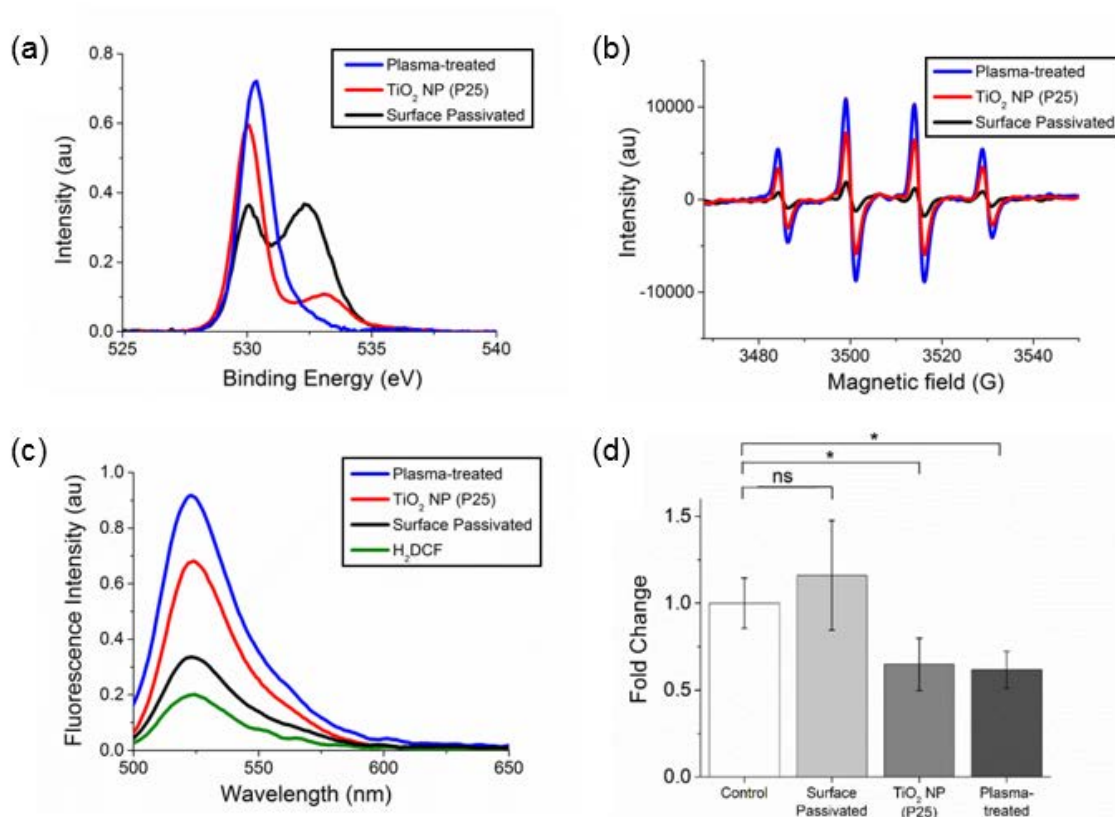 (a)
Plasma-treated
TiO₂ NP (P25)
Surface Passivated
0.8
0.6
0.4
0.2
0.0
Intensity (au)
525
530
535
540
Binding Energy (eV)
(b)
Plasma-treated
TiO₂ NP (P25)
Surface Passivated
10000
0
-10000
Intensity (au)
3480
3500
3520
3540
Magnetic field (G)
(c)
Plasma-treated
TiO₂ NP (P25)
Surface Passivated
H₂DCF
1.0
0.8
0.6
0.4
0.2
0.0
Fluorescence Intensity (au)
500
550
600
650
Wavelength (nm)
(d)
*
*
ns
1.5
1.0
0.5
0.0
Fold Change
Control
Surface
Passivated
TiO₂ NP
(P25)
Plasma-
treated